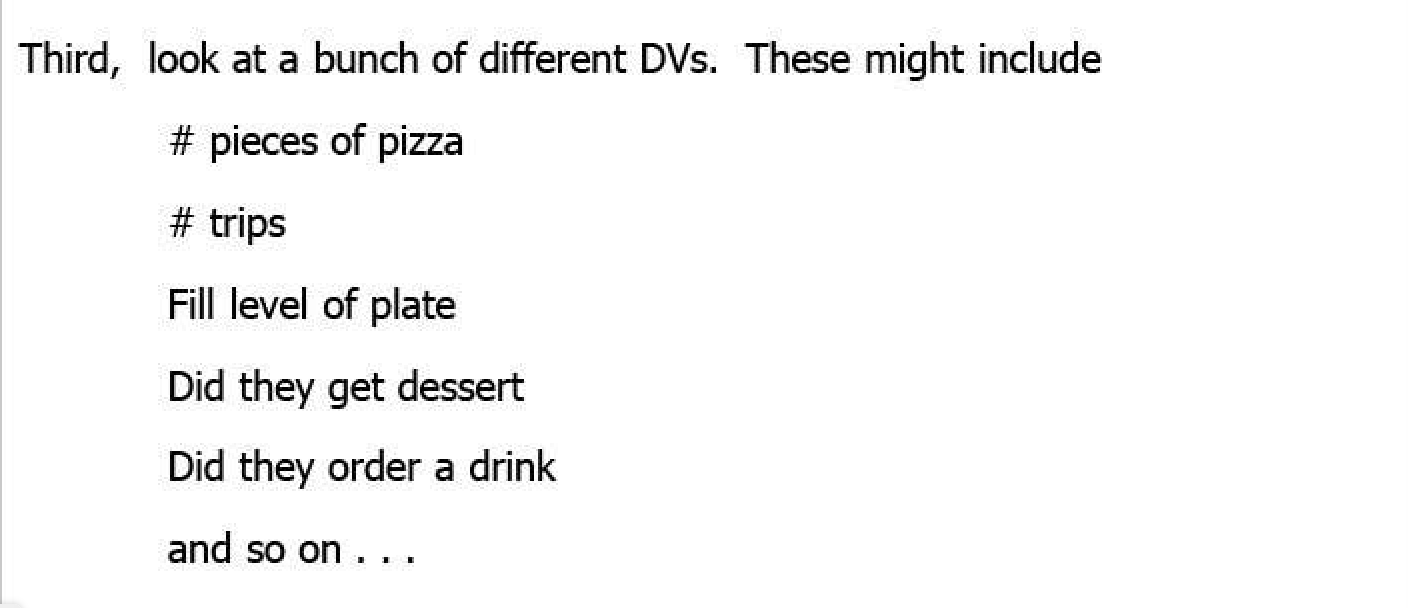 Third, look at a bunch of different DVs. These might include
# pieces of pizza
# trips
Fill level of plate
Did they get dessert
Did they order a drink
and so on . . .